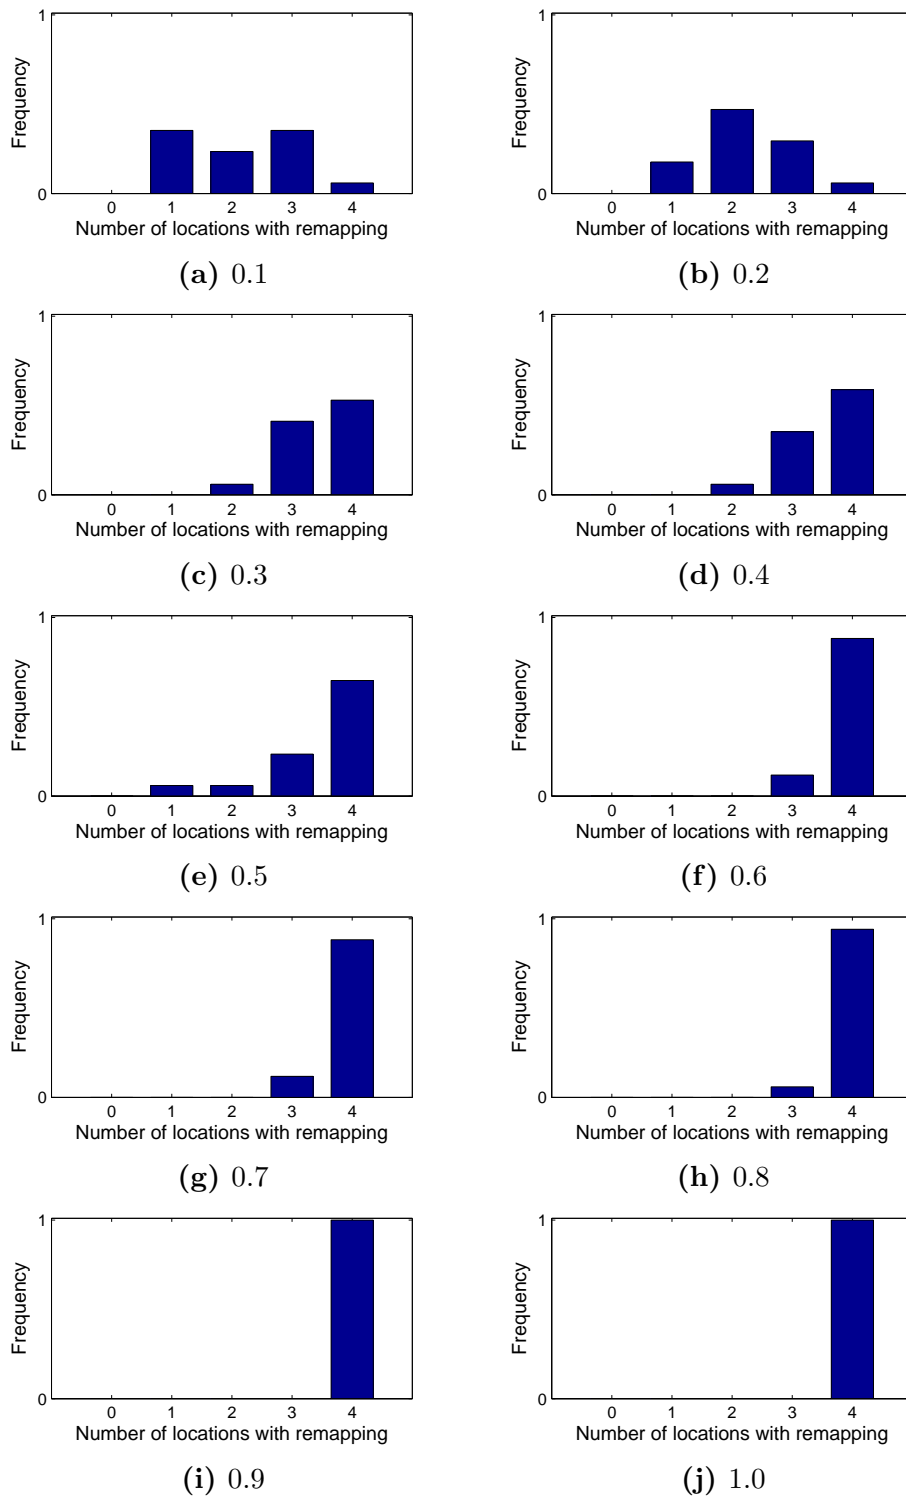 1
Frequency
0
0 1 2 3 4
Number of locations with remapping
(a) 0.1
1
Frequency
0
0 1 2 3 4
Number of locations with remapping
(b) 0.2
1
Frequency
0
0 1 2 3 4
Number of locations with remapping
(c) 0.3
1
Frequency
0
0 1 2 3 4
Number of locations with remapping
(d) 0.4
1
Frequency
0
0 1 2 3 4
Number of locations with remapping
(e) 0.5
1
Frequency
0
0 1 2 3 4
Number of locations with remapping
(f) 0.6
1
Frequency
0
0 1 2 3 4
Number of locations with remapping
(g) 0.7
1
Frequency
0
0 1 2 3 4
Number of locations with remapping
(h) 0.8
1
Frequency
0
0 1 2 3 4
Number of locations with remapping
(i) 0.9
1
Frequency
0
0 1 2 3 4
Number of locations with remapping
(j) 1.0